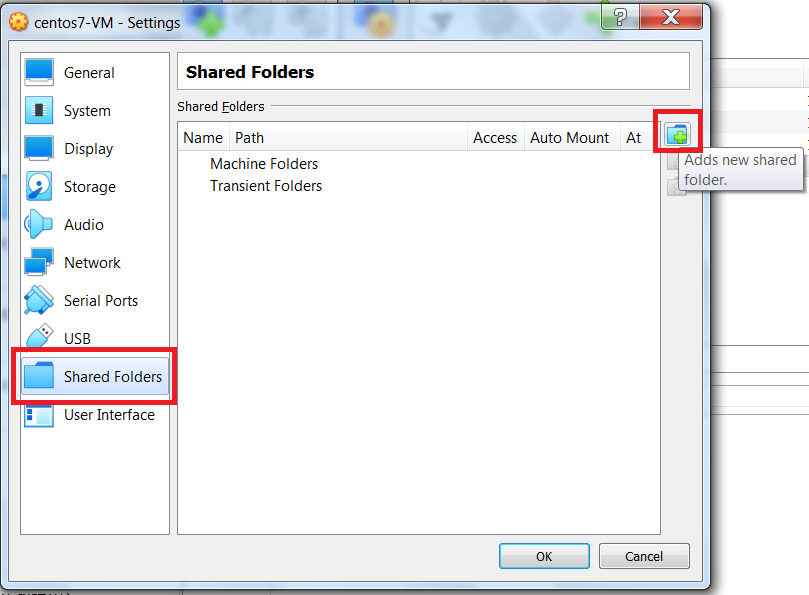 centos7-VM - Settings
?
General
System
Display
Storage
Audio
Network
Serial Ports
USB
Shared Folders
User Interface
Shared Folders
Shared Folders
Name Path Access Auto Mount At
Machine Folders
Transient Folders
Adds new shared
folder.
OK Cancel